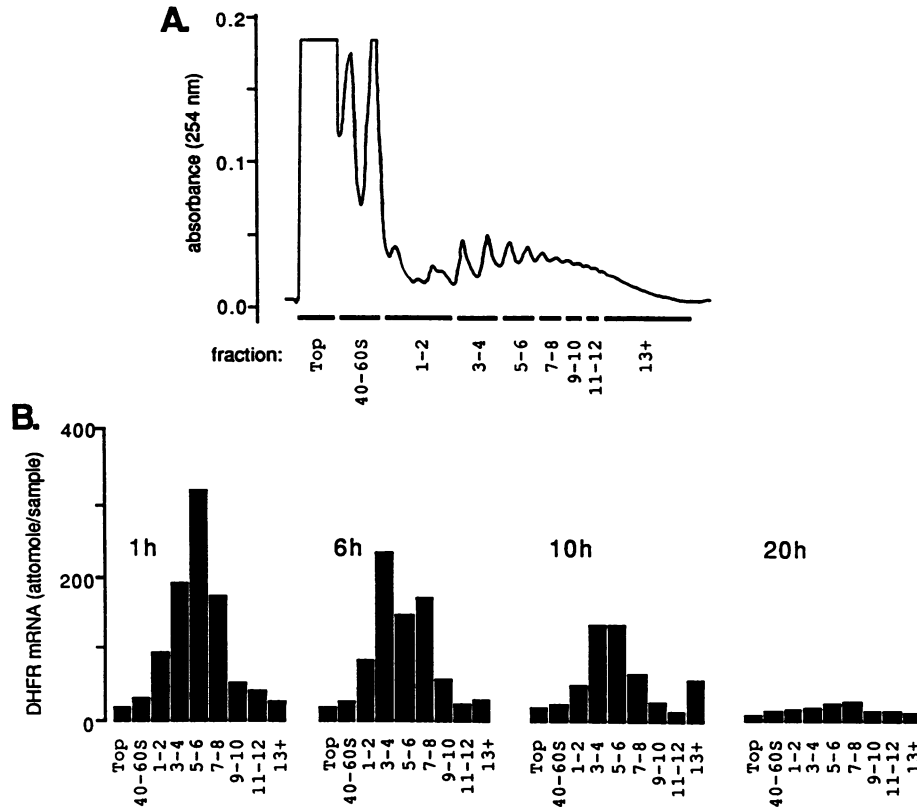 A.
absorbance (254 nm)
0.2
0.1
0.0
fraction:
Top
40-60S
1-2
3-4
5-6
7-8
9-10
11-12
13+
B.
DHFR mRNA (attomole/sample)
400
200
0
1h
6h
10h
20h
Top
40-60S
1-2
3-4
5-6
7-8
9-10
11-12
13+
Top
40-60S
1-2
3-4
5-6
7-8
9-10
11-12
13+
Top
40-60S
1-2
3-4
5-6
7-8
9-10
11-12
13+
Top
40-60S
1-2
3-4
5-6
7-8
9-10
11-12
13+